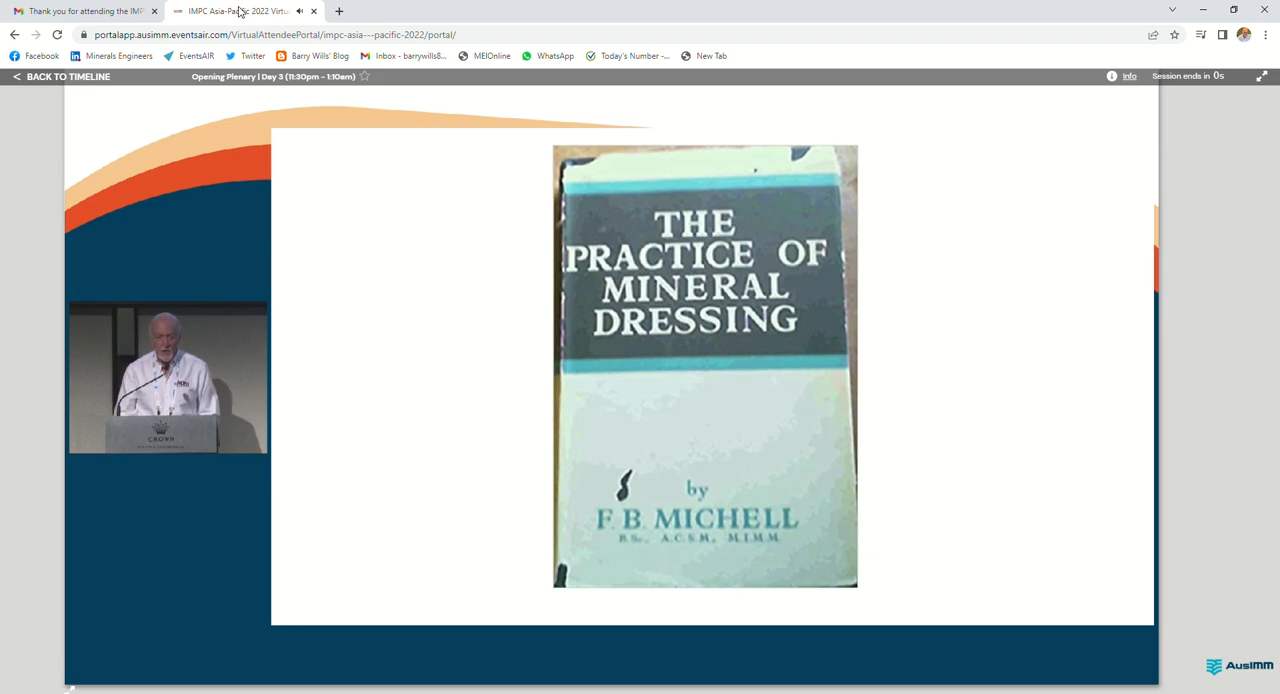 Thank you for attending the IMP
IMPC Asia-Pacific 2022 Virtu
portalapp.ausimm.eventsair.com/VirtualAttendeePortal/impc-asia---pacific-2022/portal/
Facebook
Minerals Engineers
EventsAIR
Twitter
Barry Wills' Blog
Inbox - barrywills8...
MEIOnline
WhatsApp
Today's Number -...
New Tab
< BACK TO TIMELINE
Opening Plenary | Day 3 (11:30pm - 1:10am)
Info
Session ends in 0s
THE
PRACTICE OF
MINERAL
DRESSING
by
F. B. MICHELL
B.Sc., A.C.S.M., M.I.M.M.
CROWN
AusIMM